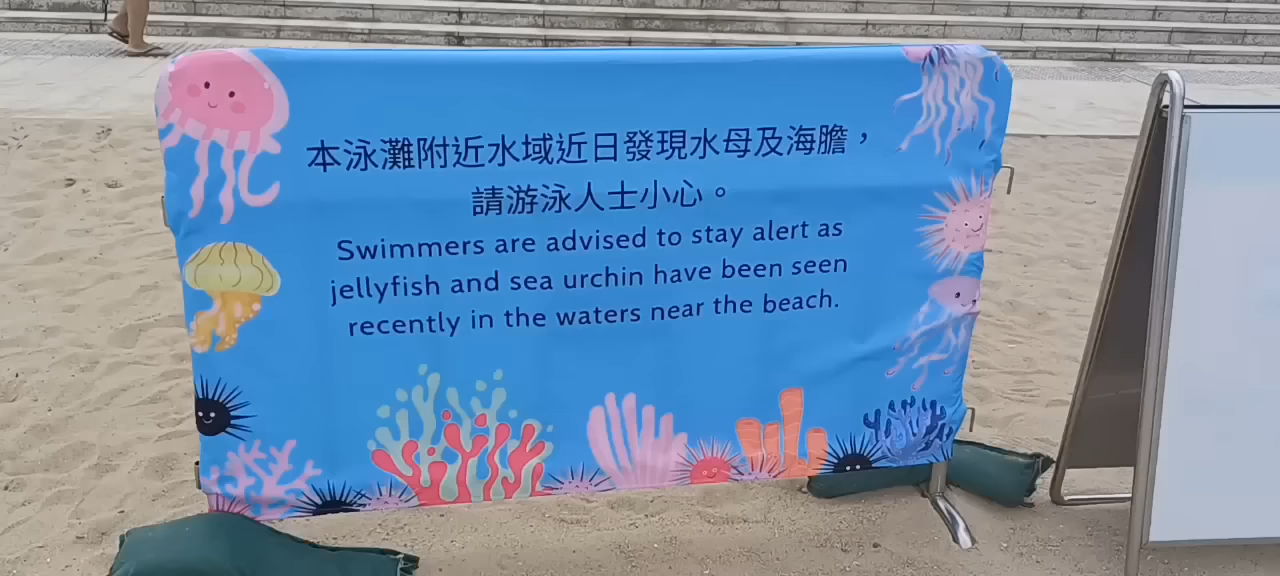 本泳灘附近水域近日發現水母及海膽，
請游泳人士小心。
Swimmers are advised to stay alert as
jellyfish and sea urchin have been seen
recently in the waters near the beach.